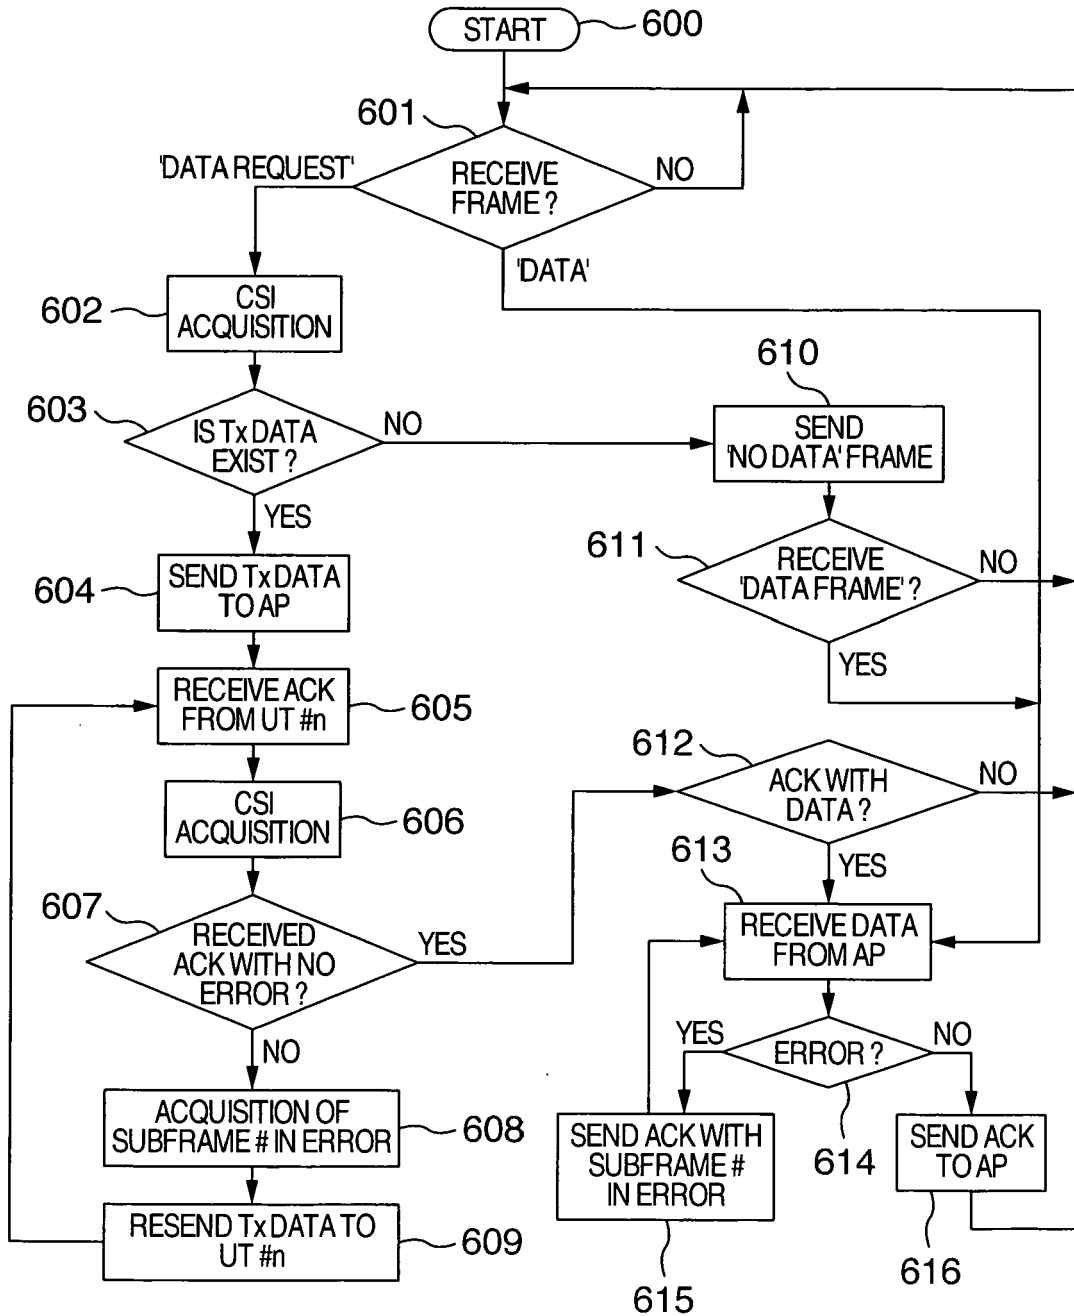 START
600
601
RECEIVE
FRAME ?
NO
'DATA REQUEST'
'DATA'
602
CSI
ACQUISITION
603
IS Tx DATA
EXIST ?
NO
YES
610
SEND
'NO DATA' FRAME
611
RECEIVE
'DATA FRAME' ?
NO
YES
604
SEND Tx DATA
TO AP
RECEIVE ACK
FROM UT #n
605
CSI
ACQUISITION
606
607
RECEIVED
ACK WITH NO
ERROR ?
YES
NO
612
ACK WITH
DATA ?
NO
YES
613
RECEIVE DATA
FROM AP
YES
ERROR ?
NO
614
ACQUISITION OF
SUBFRAME # IN ERROR
608
RESEND Tx DATA TO
UT #n
609
SEND ACK WITH
SUBFRAME #
IN ERROR
615
SEND ACK
TO AP
616